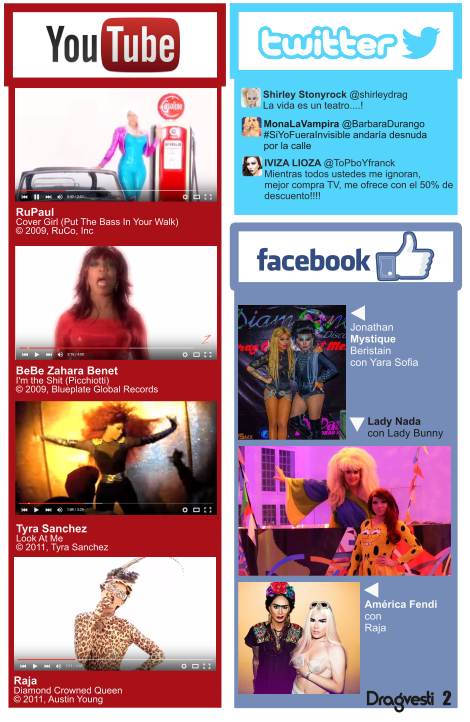 YouTube
RuPaul
Cover Girl (Put The Bass In Your Walk)
© 2009, RuCo, Inc
BeBe Zahara Benet
I'm the Shit (Picchiotti)
© 2009, Blueplate Global Records
Tyra Sanchez
Look At Me
© 2011, Tyra Sanchez
Raja
Diamond Crowned Queen
© 2011, Austin Young
twitter
Shirley Stonyrock @shirleydrag
La vida es un teatro....!
MonaLaVampira @BarbaraDurango
#SiYoFueraInvisible andaría desnuda
por la calle
IVIZA LIOZA @ToPboYfranck
Mientras todos ustedes me ignoran,
mejor compra TV, me ofrece con el 50% de
descuento!!!!
facebook
Jonathan
Mystique
Beristain
con Yara Sofia
Lady Nada
con Lady Bunny
América Fendi
con
Raja
Dragvesti 2